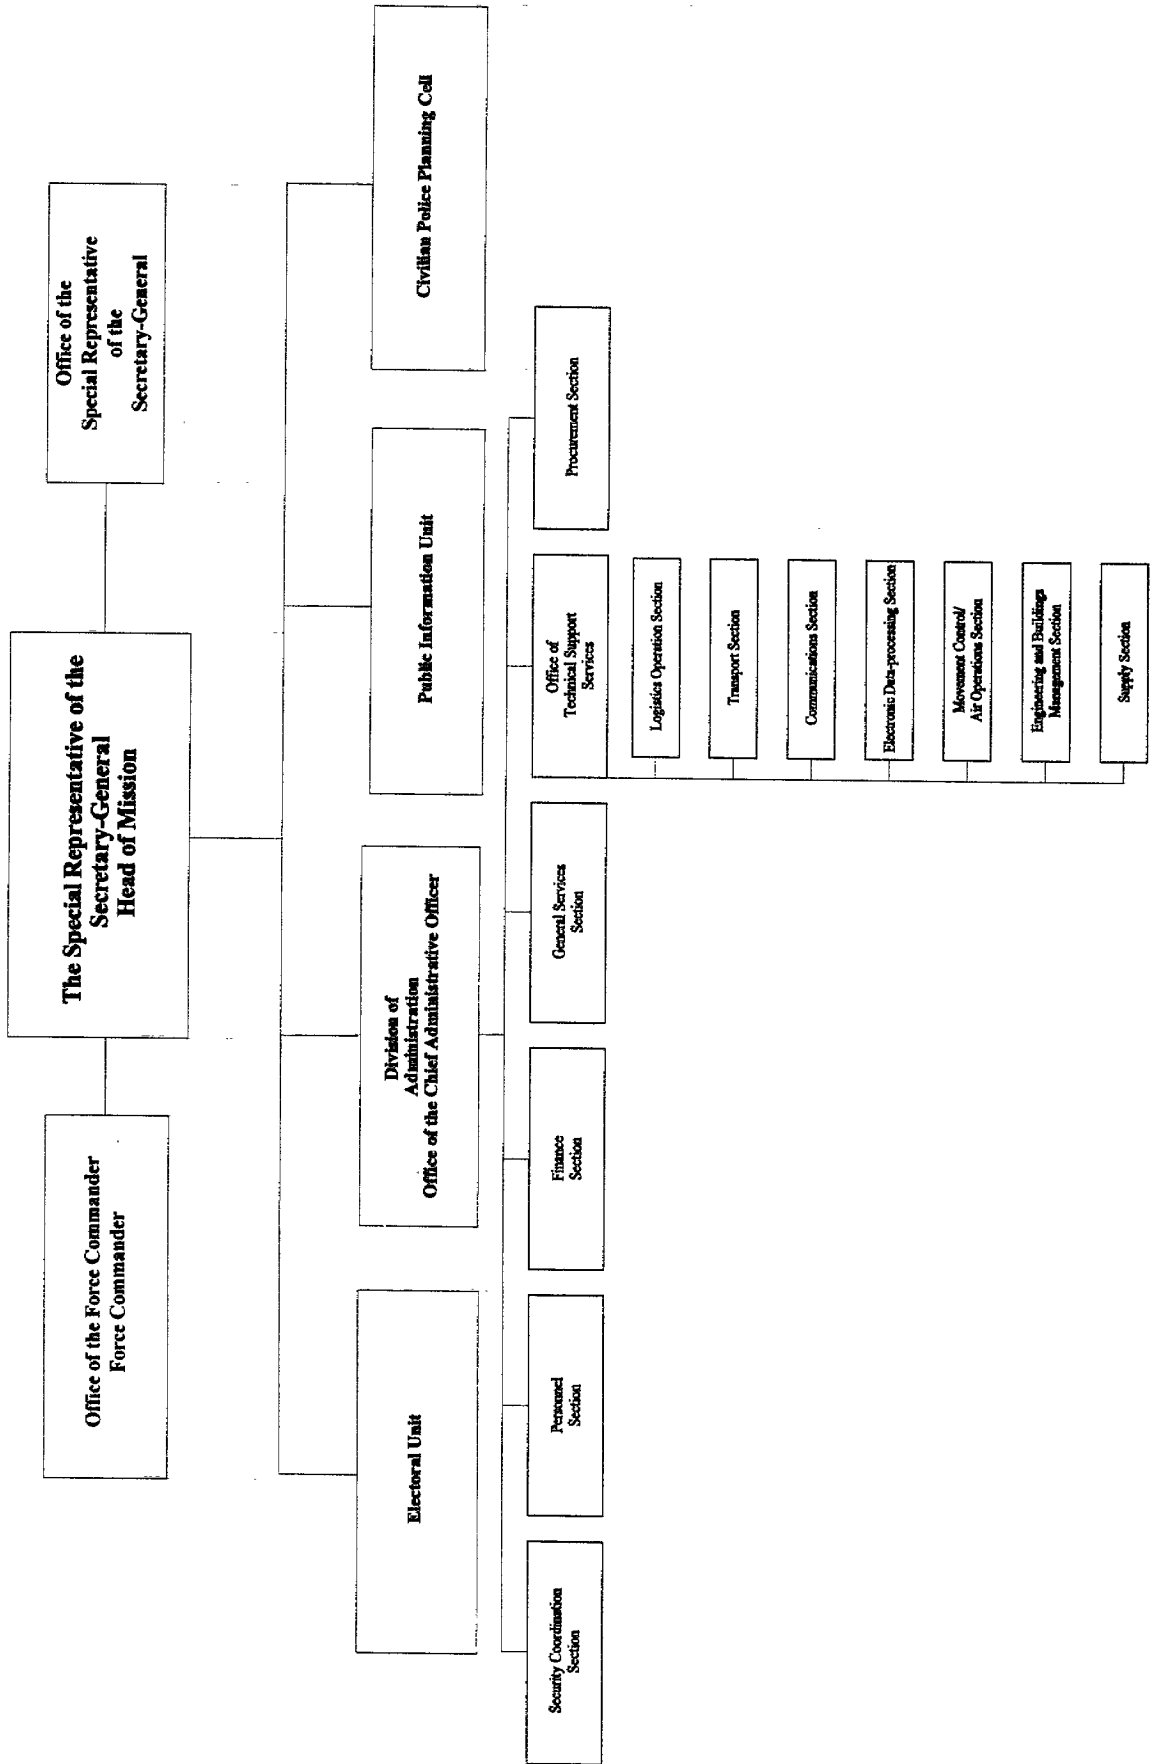 Office of the Force Commander
Force Commander
The Special Representative of the
Secretary-General
Head of Mission
Office of the
Special Representative
of the
Secretary-General
Electoral Unit
Division of
Administration
Office of the Chief Administrative Officer
Public Information Unit
Civilian Police Planning Cell
Security Coordination
Section
Personnel
Section
Finance
Section
General Services
Section
Office of
Technical Support
Services
Procurement Section
Logistics Operation Section
Transport Section
Communications Section
Electronic Data-processing Section
Movement Control/
Air Operations Section
Engineering and Buildings
Management Section
Supply Section